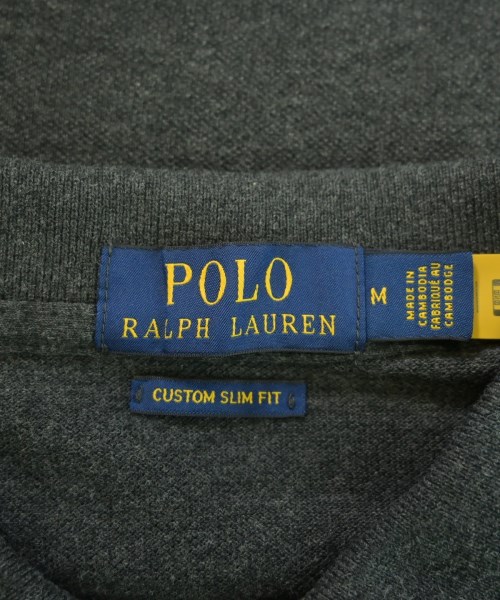 POLO
RALPH LAUREN
M
MADE IN
CAMBODIA
FABRIQUÉ AU
CAMBODGE
CUSTOM SLIM FIT